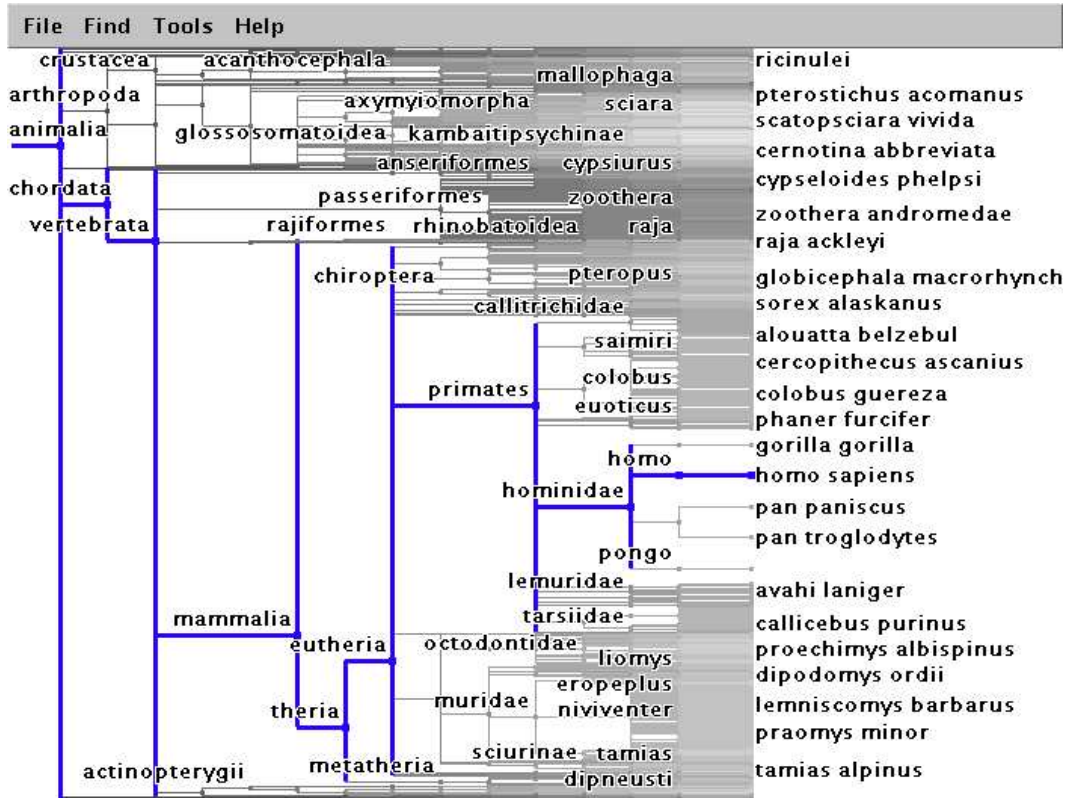 File Find Tools Help
crustacea acanthocephala ricinulei
mallophaga
arthropoda axymyiomorpha sciara pterostichus acomanus
scatopsciara vivida
animalia glossosomatoidea kambaitipsychinae
cernotina abbreviata
anseriformes cypsiurus
chordata cypseloides phelpsi
passeriformes zoothera
zoothera andromedae
vertebrata rajiformes rhinobatoidea raja
raja ackleyi
chiroptera pteropus globicephala macrorhynch
callitrichidae sorex alaskanus
saimiri alouatta belzebul
cercopithecus ascanius
colobus
primates colobus guereza
euoticus
phaner furcifer
gorilla gorilla
homo
homo sapiens
hominidae
pan paniscus
pan troglodytes
pongo
lemuridae
avahi laniger
mammalia tarsiidae
callicebus purinus
eutheria octodontidae proechimys albispinus
liomys
dipodomys ordii
eropeplus
muridae
theria niviventer lemniscomys barbarus
praomys minor
sciurinae tamias
metatheria
actinopterygii tamias alpinus
dipneusti